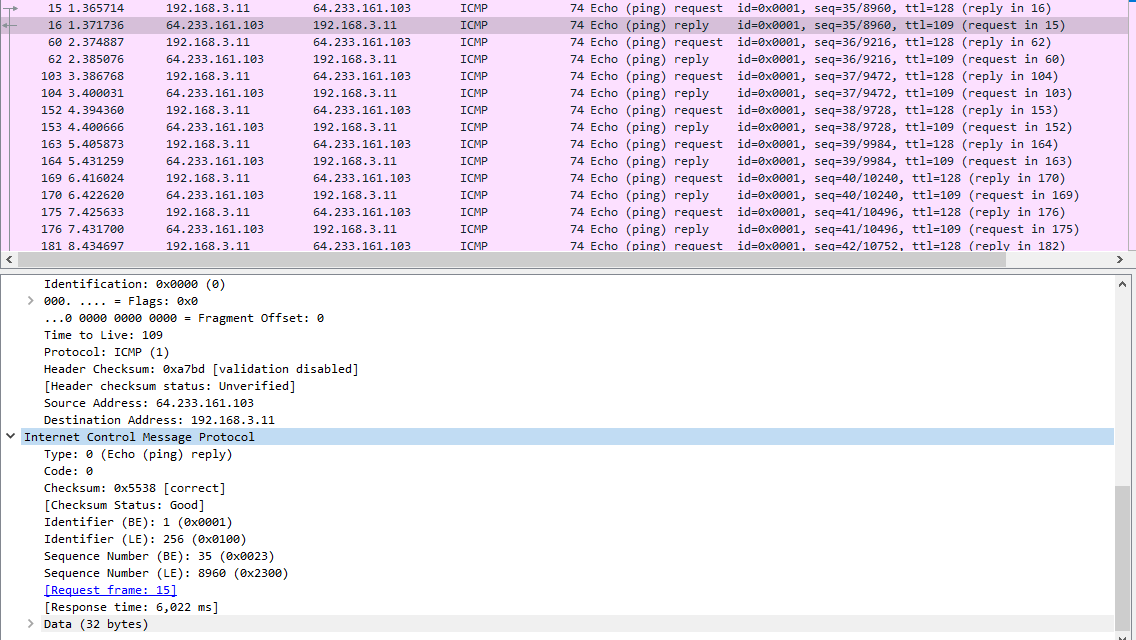 15 1.365714 192.168.3.11 64.233.161.103 ICMP 74 Echo (ping) request id=0x0001, seq=35/8960, ttl=128 (reply in 16)
16 1.371736 64.233.161.103 192.168.3.11 ICMP 74 Echo (ping) reply id=0x0001, seq=35/8960, ttl=109 (request in 15)
60 2.374887 192.168.3.11 64.233.161.103 ICMP 74 Echo (ping) request id=0x0001, seq=36/9216, ttl=128 (reply in 62)
62 2.385076 64.233.161.103 192.168.3.11 ICMP 74 Echo (ping) reply id=0x0001, seq=36/9216, ttl=109 (request in 60)
103 3.386768 192.168.3.11 64.233.161.103 ICMP 74 Echo (ping) request id=0x0001, seq=37/9472, ttl=128 (reply in 104)
104 3.400031 64.233.161.103 192.168.3.11 ICMP 74 Echo (ping) reply id=0x0001, seq=37/9472, ttl=109 (request in 103)
152 4.394360 192.168.3.11 64.233.161.103 ICMP 74 Echo (ping) request id=0x0001, seq=38/9728, ttl=128 (reply in 153)
153 4.400666 64.233.161.103 192.168.3.11 ICMP 74 Echo (ping) reply id=0x0001, seq=38/9728, ttl=109 (request in 152)
163 5.405873 192.168.3.11 64.233.161.103 ICMP 74 Echo (ping) request id=0x0001, seq=39/9984, ttl=128 (reply in 164)
164 5.431259 64.233.161.103 192.168.3.11 ICMP 74 Echo (ping) reply id=0x0001, seq=39/9984, ttl=109 (request in 163)
169 6.416024 192.168.3.11 64.233.161.103 ICMP 74 Echo (ping) request id=0x0001, seq=40/10240, ttl=128 (reply in 170)
170 6.422620 64.233.161.103 192.168.3.11 ICMP 74 Echo (ping) reply id=0x0001, seq=40/10240, ttl=109 (request in 169)
175 7.425633 192.168.3.11 64.233.161.103 ICMP 74 Echo (ping) request id=0x0001, seq=41/10496, ttl=128 (reply in 176)
176 7.431700 64.233.161.103 192.168.3.11 ICMP 74 Echo (ping) reply id=0x0001, seq=41/10496, ttl=109 (request in 175)
181 8.434697 192.168.3.11 64.233.161.103 ICMP 74 Echo (ping) request id=0x0001, seq=42/10752, ttl=128 (reply in 182)
Identification: 0x0000 (0)
000. .... = Flags: 0x0
...0 0000 0000 0000 = Fragment Offset: 0
Time to Live: 109
Protocol: ICMP (1)
Header Checksum: 0xa7bd [validation disabled]
[Header checksum status: Unverified]
Source Address: 64.233.161.103
Destination Address: 192.168.3.11
Internet Control Message Protocol
Type: 0 (Echo (ping) reply)
Code: 0
Checksum: 0x5538 [correct]
[Checksum Status: Good]
Identifier (BE): 1 (0x0001)
Identifier (LE): 256 (0x0100)
Sequence Number (BE): 35 (0x0023)
Sequence Number (LE): 8960 (0x2300)
[Request frame: 15]
[Response time: 6,022 ms]
Data (32 bytes)